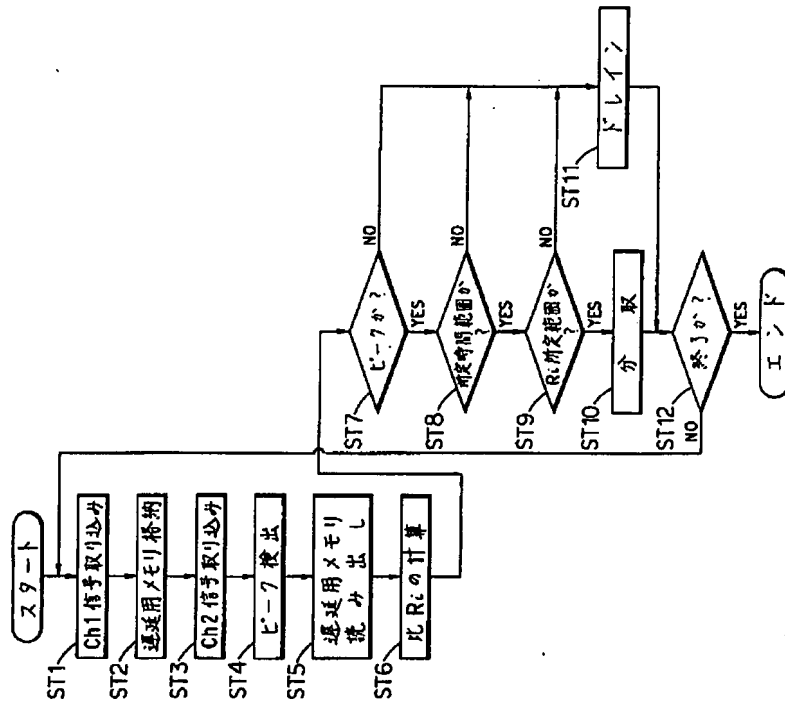 スタート
ST1
Ch1信号取り込み
ST2
遅延用メモリ格納
ST3
Ch2信号取り込み
ST4
ピーク検出
ST5
遅延用メモリ
読み出し
ST6
比Riの計算
ST7
ピークか?
NO
YES
ST8
所定時間範囲か
?
NO
YES
ST9
Ri所定範囲か
?
NO
YES
ST10
分取
ST11
ドレイン
ST12
終了か?
NO
YES
エンド